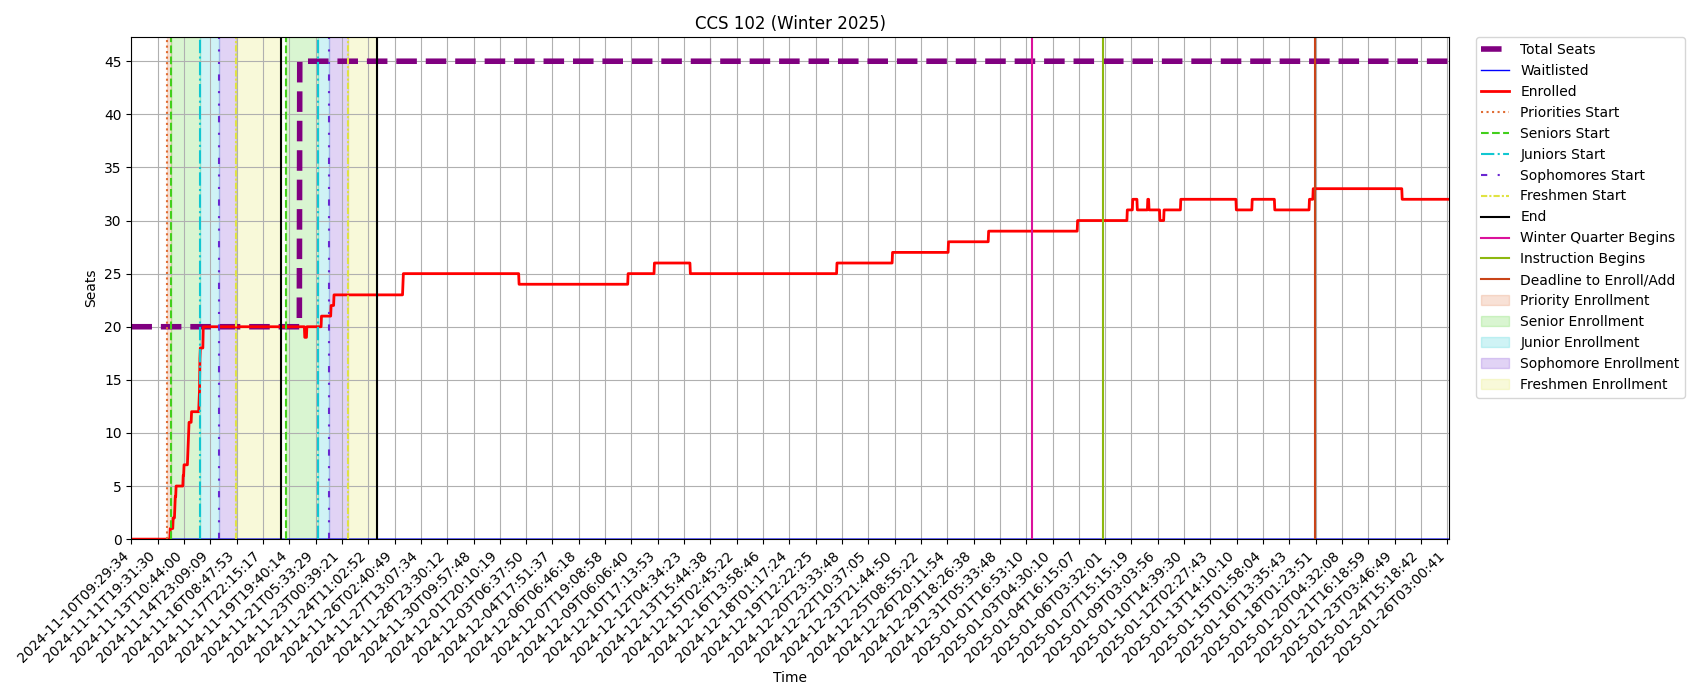 CCS 102 (Winter 2025)
Seats
45
40
35
30
25
20
15
10
5
0
2024-11-10T09:29:34
2024-11-11T19:31:30
2024-11-13T10:44:00
2024-11-14T23:09:09
2024-11-16T08:47:53
2024-11-17T22:15:17
2024-11-19T19:40:14
2024-11-21T05:33:29
2024-11-23T00:39:21
2024-11-24T11:02:52
2024-11-26T02:40:49
2024-11-27T13:07:34
2024-11-28T23:30:12
2024-11-30T09:57:48
2024-12-01T20:10:19
2024-12-03T06:37:50
2024-12-04T17:51:37
2024-12-06T06:46:18
2024-12-07T19:08:58
2024-12-09T06:06:40
2024-12-10T17:13:53
2024-12-12T04:34:23
2024-12-13T15:44:38
2024-12-15T02:45:22
2024-12-16T13:58:46
2024-12-18T01:17:24
2024-12-19T12:22:25
2024-12-20T23:33:48
2024-12-22T10:37:05
2024-12-23T21:44:50
2024-12-25T08:55:22
2024-12-26T20:11:54
2024-12-29T18:26:38
2024-12-31T05:33:48
2025-01-01T16:53:10
2025-01-03T04:30:10
2025-01-04T16:15:07
2025-01-06T03:32:01
2025-01-07T15:15:19
2025-01-09T03:03:56
2025-01-10T14:39:30
2025-01-12T02:27:43
2025-01-13T14:10:10
2025-01-15T01:58:04
2025-01-16T13:35:43
2025-01-18T01:23:51
2025-01-20T04:32:08
2025-01-21T16:18:59
2025-01-23T03:46:49
2025-01-24T15:18:42
2025-01-26T03:00:41
Time
Total Seats
Waitlisted
Enrolled
Priorities Start
Seniors Start
Juniors Start
Sophomores Start
Freshmen Start
End
Winter Quarter Begins
Instruction Begins
Deadline to Enroll/Add
Priority Enrollment
Senior Enrollment
Junior Enrollment
Sophomore Enrollment
Freshmen Enrollment